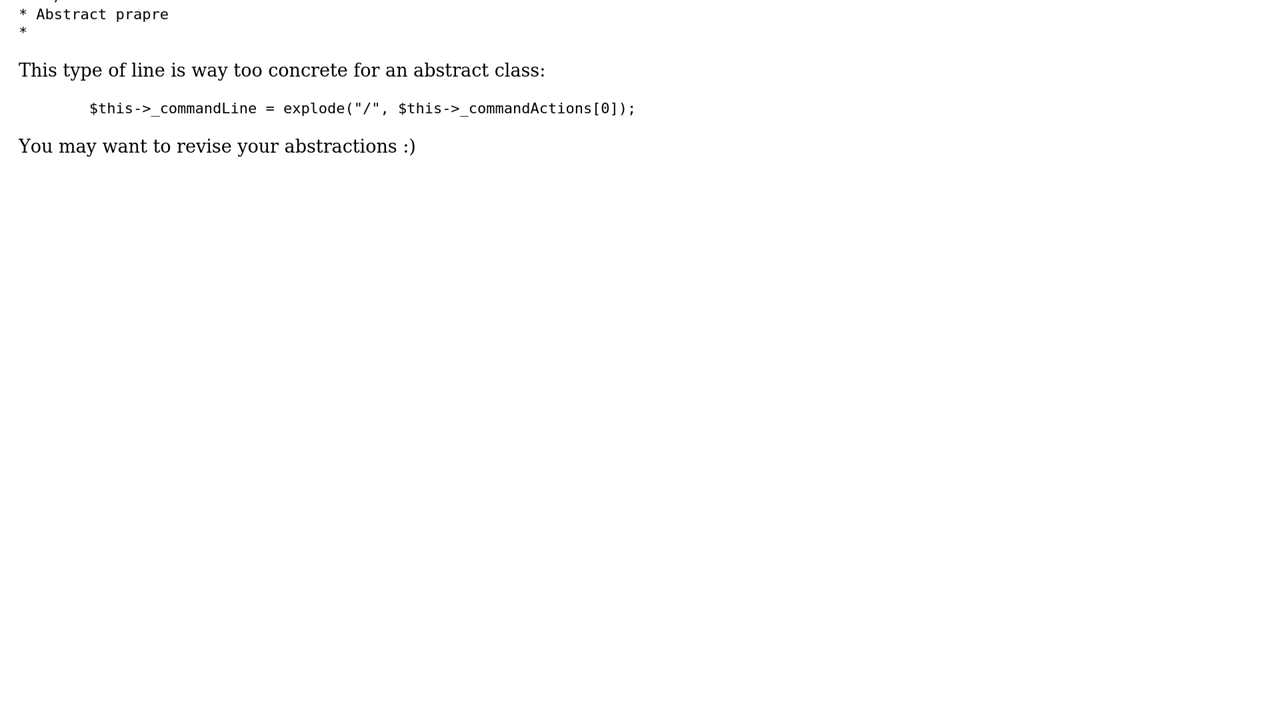 * Abstract prapre
*
This type of line is way too concrete for an abstract class:
$this->_commandLine = explode("/", $this->_commandActions[0]);
You may want to revise your abstractions :)